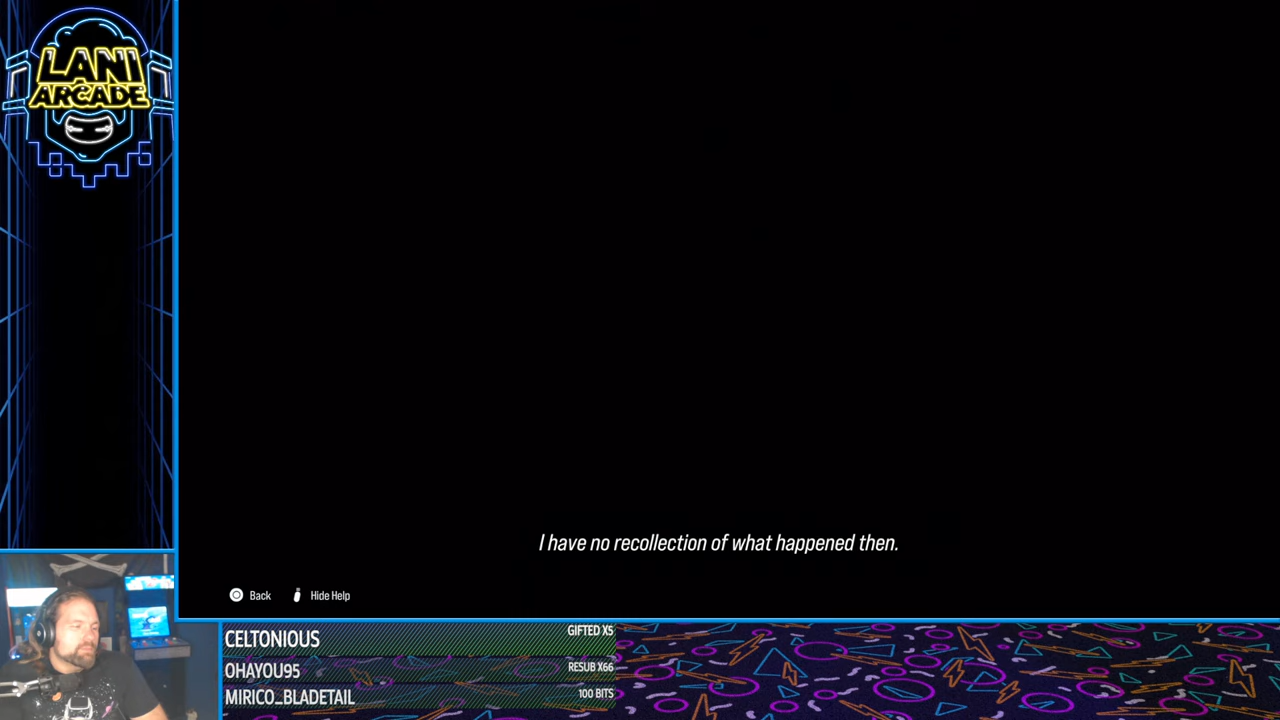 LANI
ARCADE
I have no recollection of what happened then.
Back
Hide Help
CELTONIOUS
GIFTED X5
OHAYOU95
RESUB X66
MIRICO_BLADETAIL
100 BITS